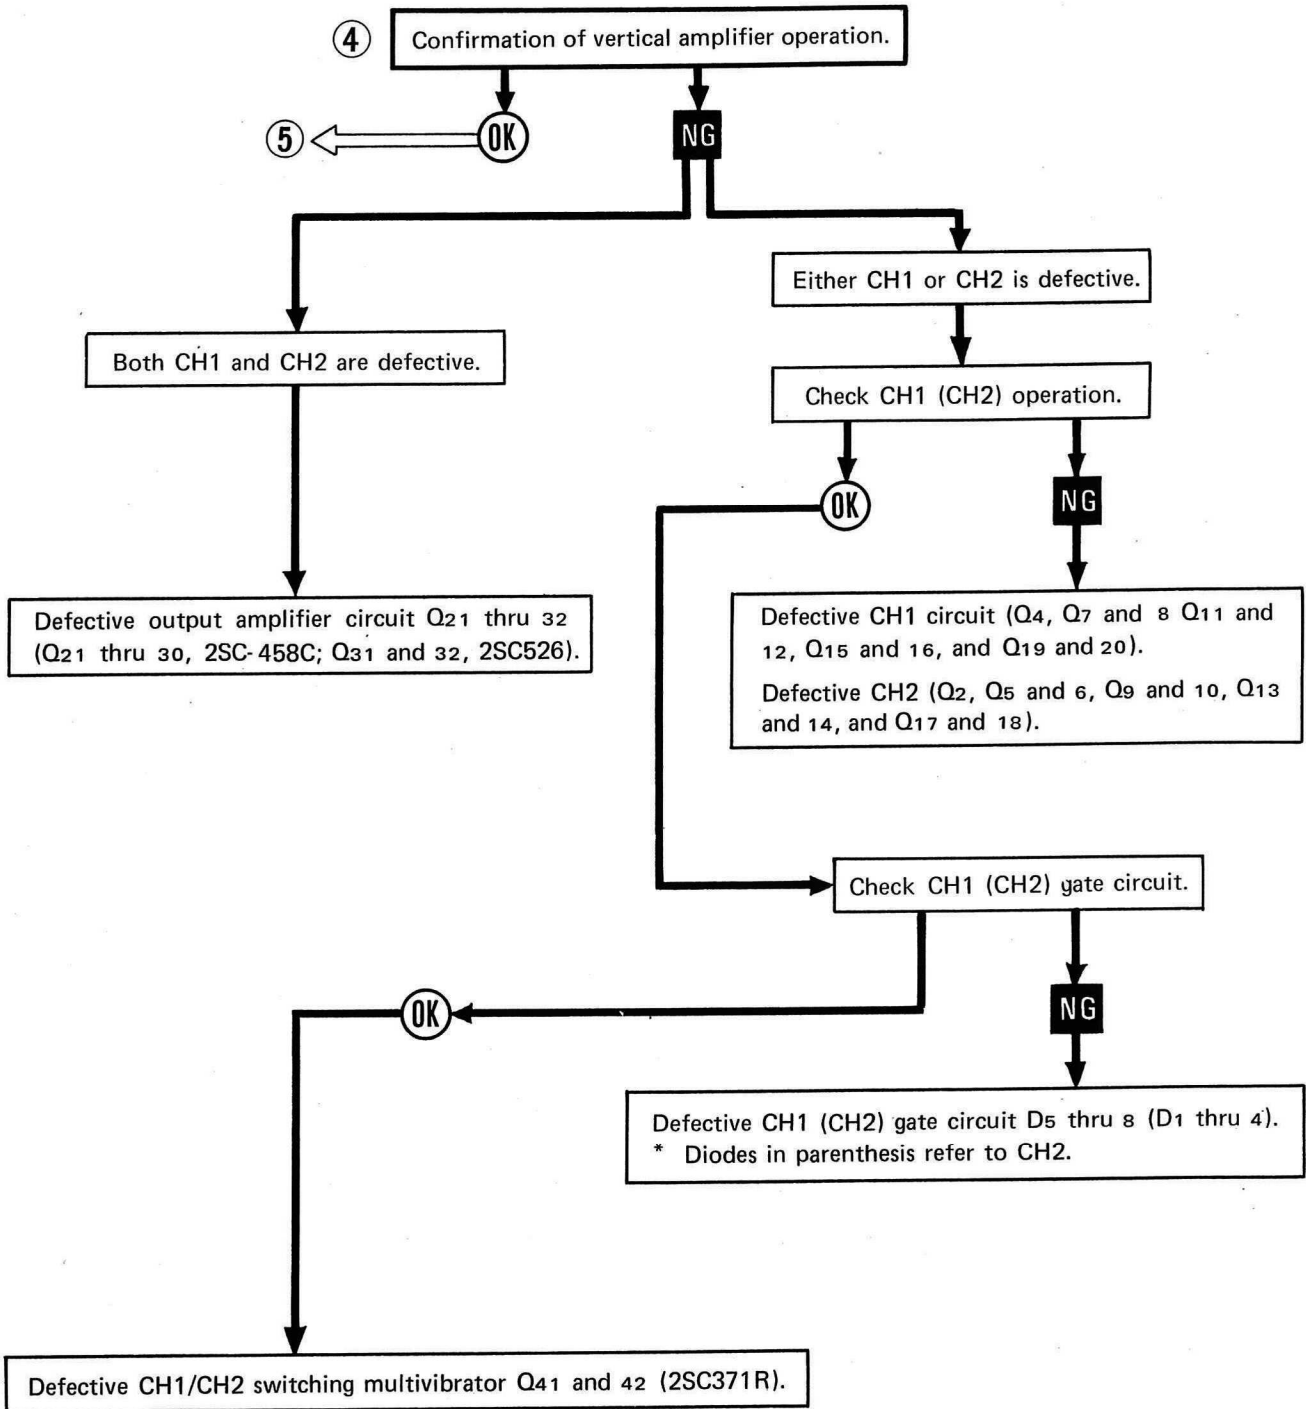 ④ Confirmation of vertical amplifier operation.
⑤ OK NG
Either CH1 or CH2 is defective.
Both CH1 and CH2 are defective.
Check CH1 (CH2) operation.
OK NG
Defective output amplifier circuit Q21 thru 32
(Q21 thru 30, 2SC-458C; Q31 and 32, 2SC526).
Defective CH1 circuit (Q4, Q7 and 8 Q11 and
12, Q15 and 16, and Q19 and 20).
Defective CH2 (Q2, Q5 and 6, Q9 and 10, Q13
and 14, and Q17 and 18).
Check CH1 (CH2) gate circuit.
OK NG
Defective CH1 (CH2) gate circuit D5 thru 8 (D1 thru 4).
* Diodes in parenthesis refer to CH2.
Defective CH1/CH2 switching multivibrator Q41 and 42 (2SC371R).